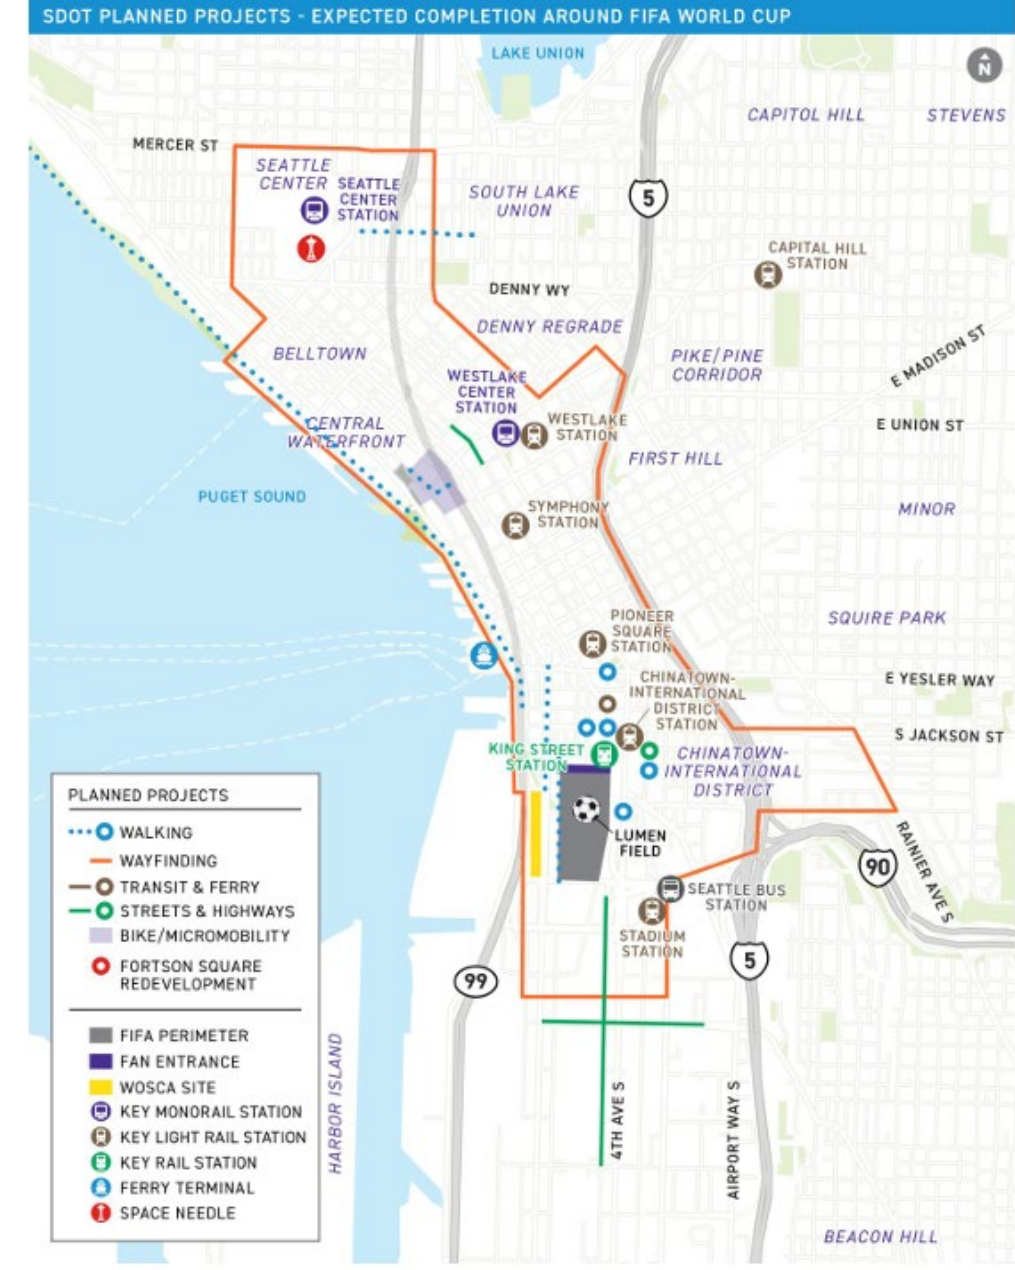 SDOT PLANNED PROJECTS - EXPECTED COMPLETION AROUND FIFA WORLD CUP
LAKE UNION
N
CAPITOL HILL
STEVENS
MERCER ST
SEATTLE
CENTER
SEATTLE
CENTER
STATION
SOUTH LAKE
UNION
5
CAPITAL HILL
STATION
DENNY WY
DENNY REGRADE
BELLTOWN
PIKE/PINE
CORRIDOR
E MADISON ST
WESTLAKE
CENTER
STATION
WESTLAKE
STATION
E UNION ST
CENTRAL
WATERFRONT
FIRST HILL
PUGET SOUND
SYMPHONY
STATION
MINOR
PIONEER
SQUARE
STATION
SQUIRE PARK
CHINATOWN-
INTERNATIONAL
DISTRICT
STATION
E YESLER WAY
S JACKSON ST
KING STREET
STATION
CHINATOWN-
INTERNATIONAL
DISTRICT
LUMEN
FIELD
RAINIER AVE S
90
SEATTLE BUS
STATION
STADIUM
STATION
5
99
HARBOR ISLAND
4TH AVE S
AIRPORT WAY S
BEACON HILL
PLANNED PROJECTS
WALKING
WAYFINDING
TRANSIT & FERRY
STREETS & HIGHWAYS
BIKE/MICROMOBILITY
FORTSON SQUARE
REDEVELOPMENT
FIFA PERIMETER
FAN ENTRANCE
WOSCA SITE
KEY MONORAIL STATION
KEY LIGHT RAIL STATION
KEY RAIL STATION
FERRY TERMINAL
SPACE NEEDLE